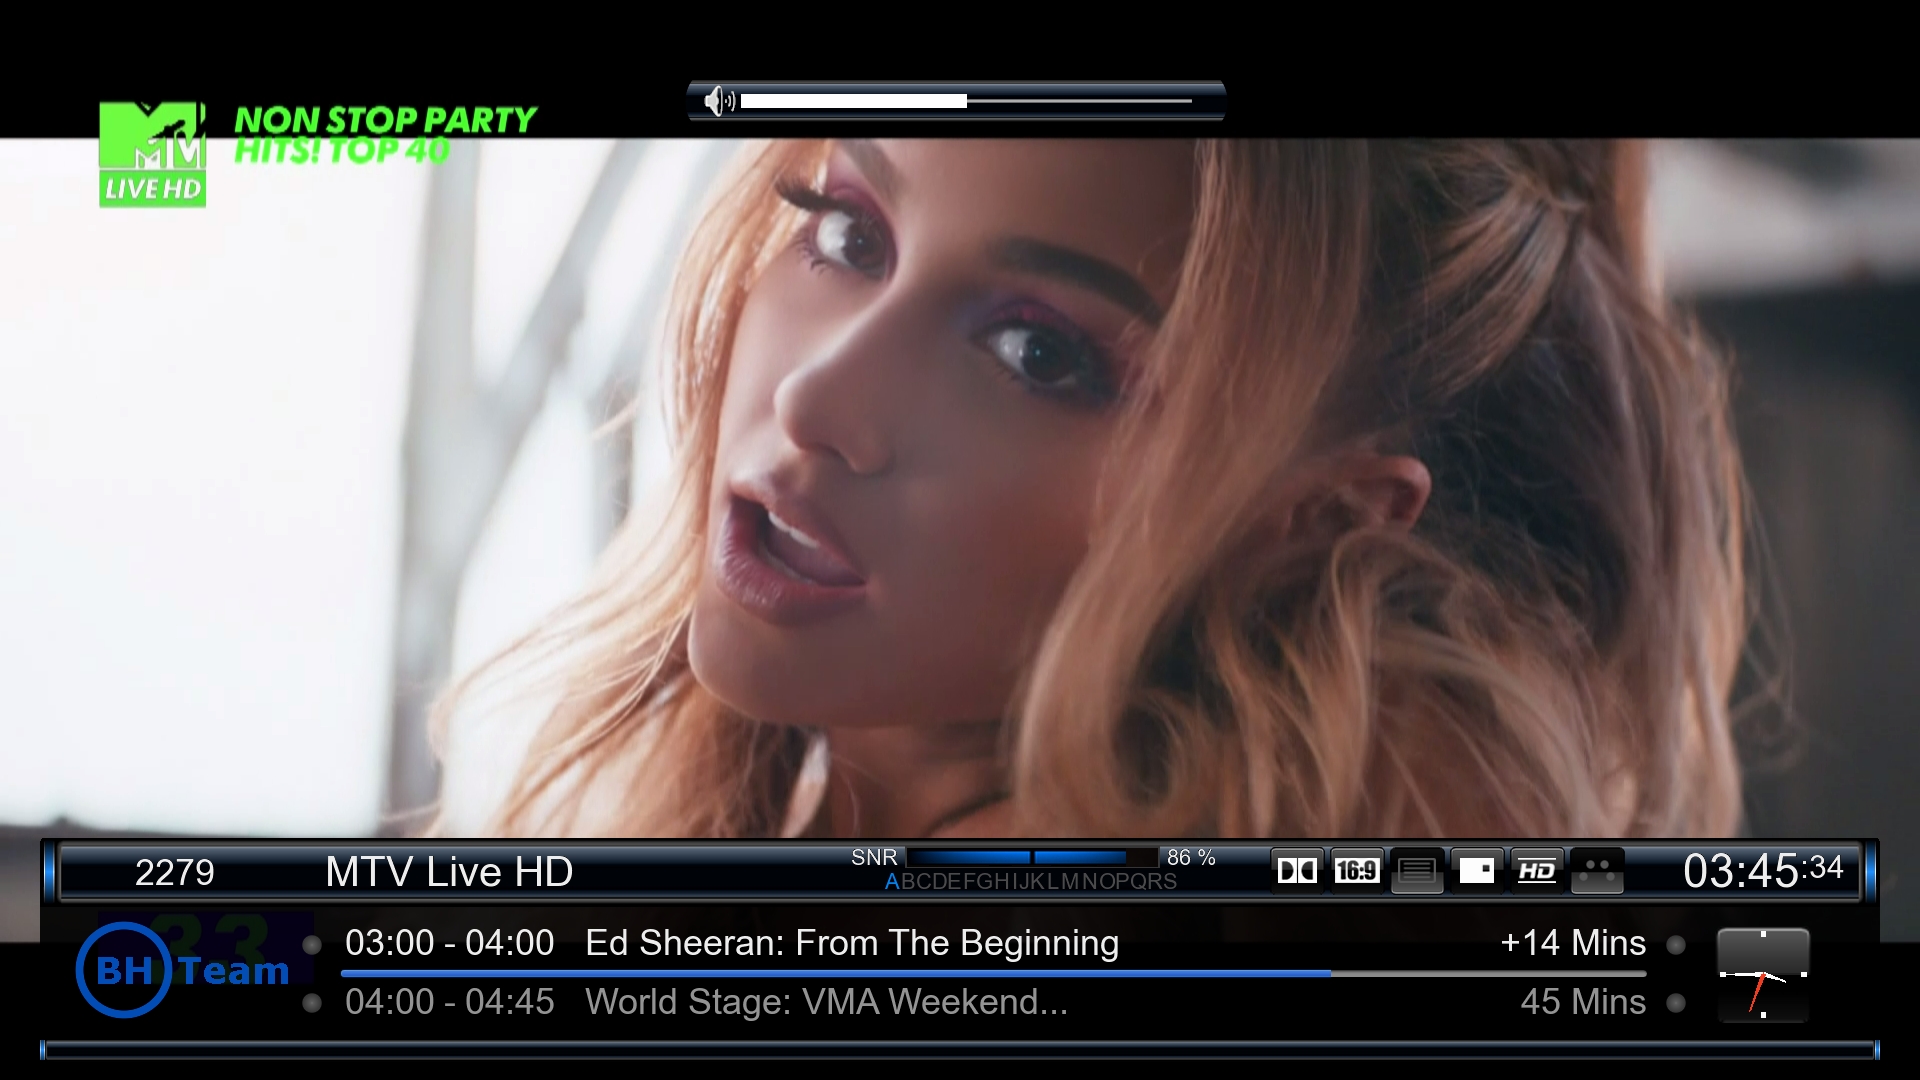 NON STOP PARTY
HITS! TOP 40
MTV
LIVE HD
SNR 86 %
ABCDEFGHIJKLMNOPQRS
2279 MTV Live HD 16:9 HD 03:45:34
33
BH Team
03:00 - 04:00 Ed Sheeran: From The Beginning +14 Mins
04:00 - 04:45 World Stage: VMA Weekend... 45 Mins